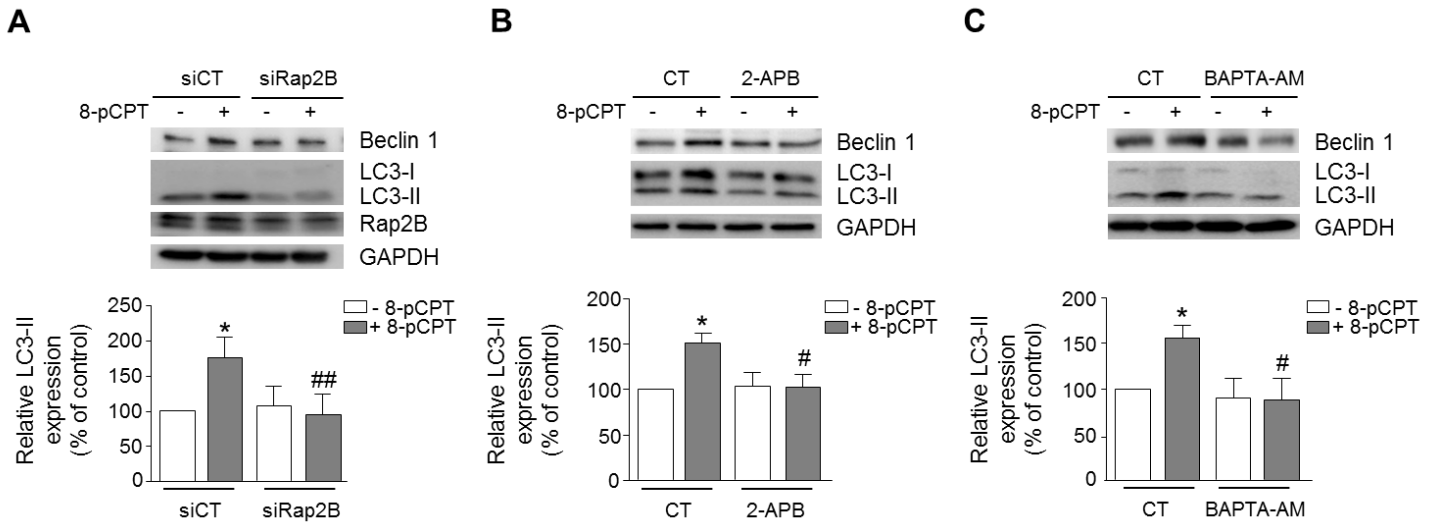 A
siCT siRap2B
8-pCPT - + - +
Beclin 1
LC3-I
LC3-II
Rap2B
GAPDH
Relative LC3-II
expression
(% of control)
250
200
150
100
50
0
*
##
- 8-pCPT
+ 8-pCPT
siCT siRap2B
B
CT 2-APB
8-pCPT - + - +
Beclin 1
LC3-I
LC3-II
GAPDH
Relative LC3-II
expression
(% of control)
200
150
100
50
0
*
#
- 8-pCPT
+ 8-pCPT
CT 2-APB
C
CT BAPTA-AM
8-pCPT - + - +
Beclin 1
LC3-I
LC3-II
GAPDH
Relative LC3-II
expression
(% of control)
200
150
100
50
0
*
#
- 8-pCPT
+ 8-pCPT
CT BAPTA-AM